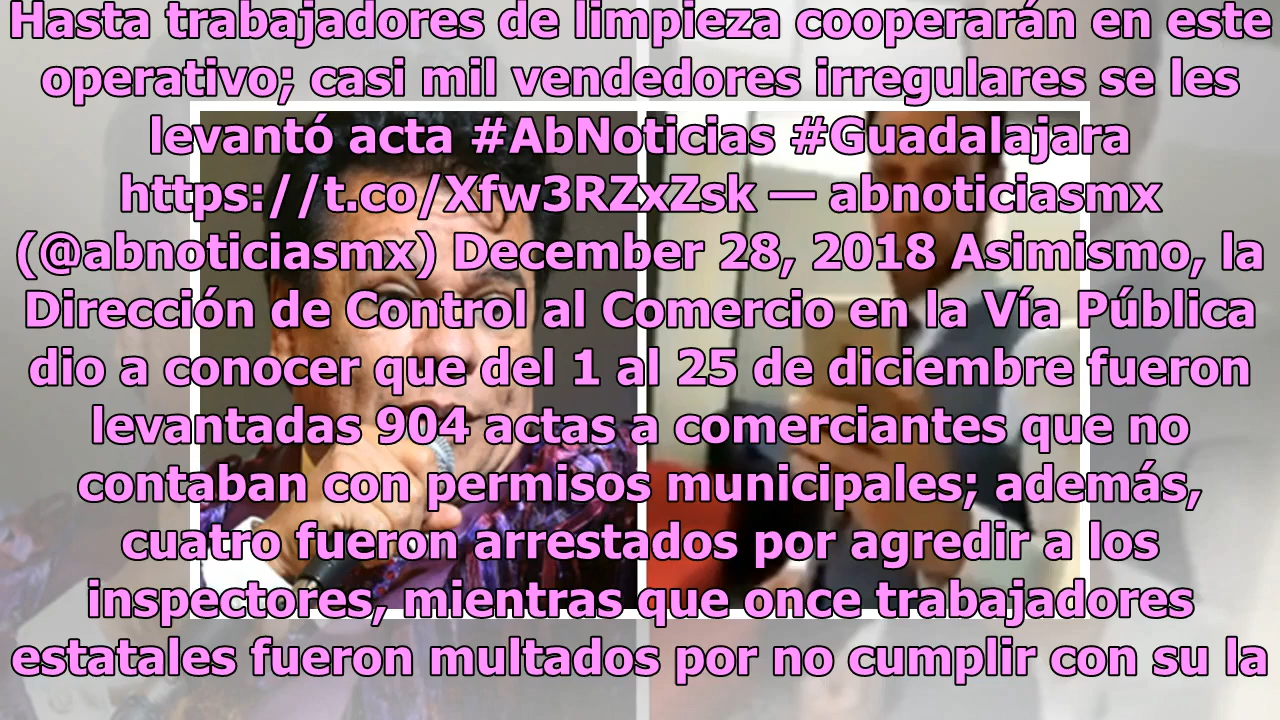 Hasta trabajadores de limpieza cooperarán en este
operativo; casi mil vendedores irregulares se les
levantó acta #AbNoticias #Guadalajara
https://t.co/Xfw3RZxZsk — abnoticiasmx
(@abnoticiasmx) December 28, 2018 Asimismo, la
Dirección de Control al Comercio en la Vía Pública
dio a conocer que del 1 al 25 de diciembre fueron
levantadas 904 actas a comerciantes que no
contaban con permisos municipales; además,
cuatro fueron arrestados por agredir a los
inspectores, mientras que once trabajadores
estatales fueron multados por no cumplir con su la